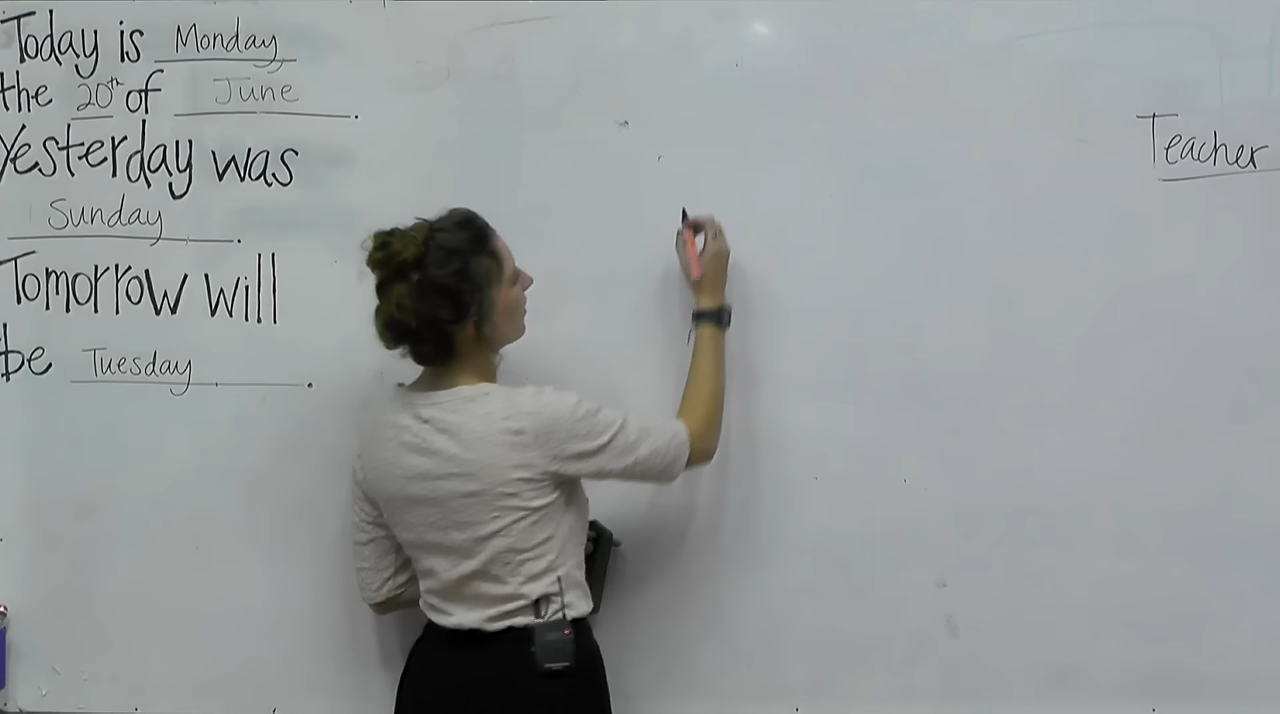 Today is Monday,
the 20th of June.
Yesterday was
Sunday.
Tomorrow will
be Tuesday.
Teacher